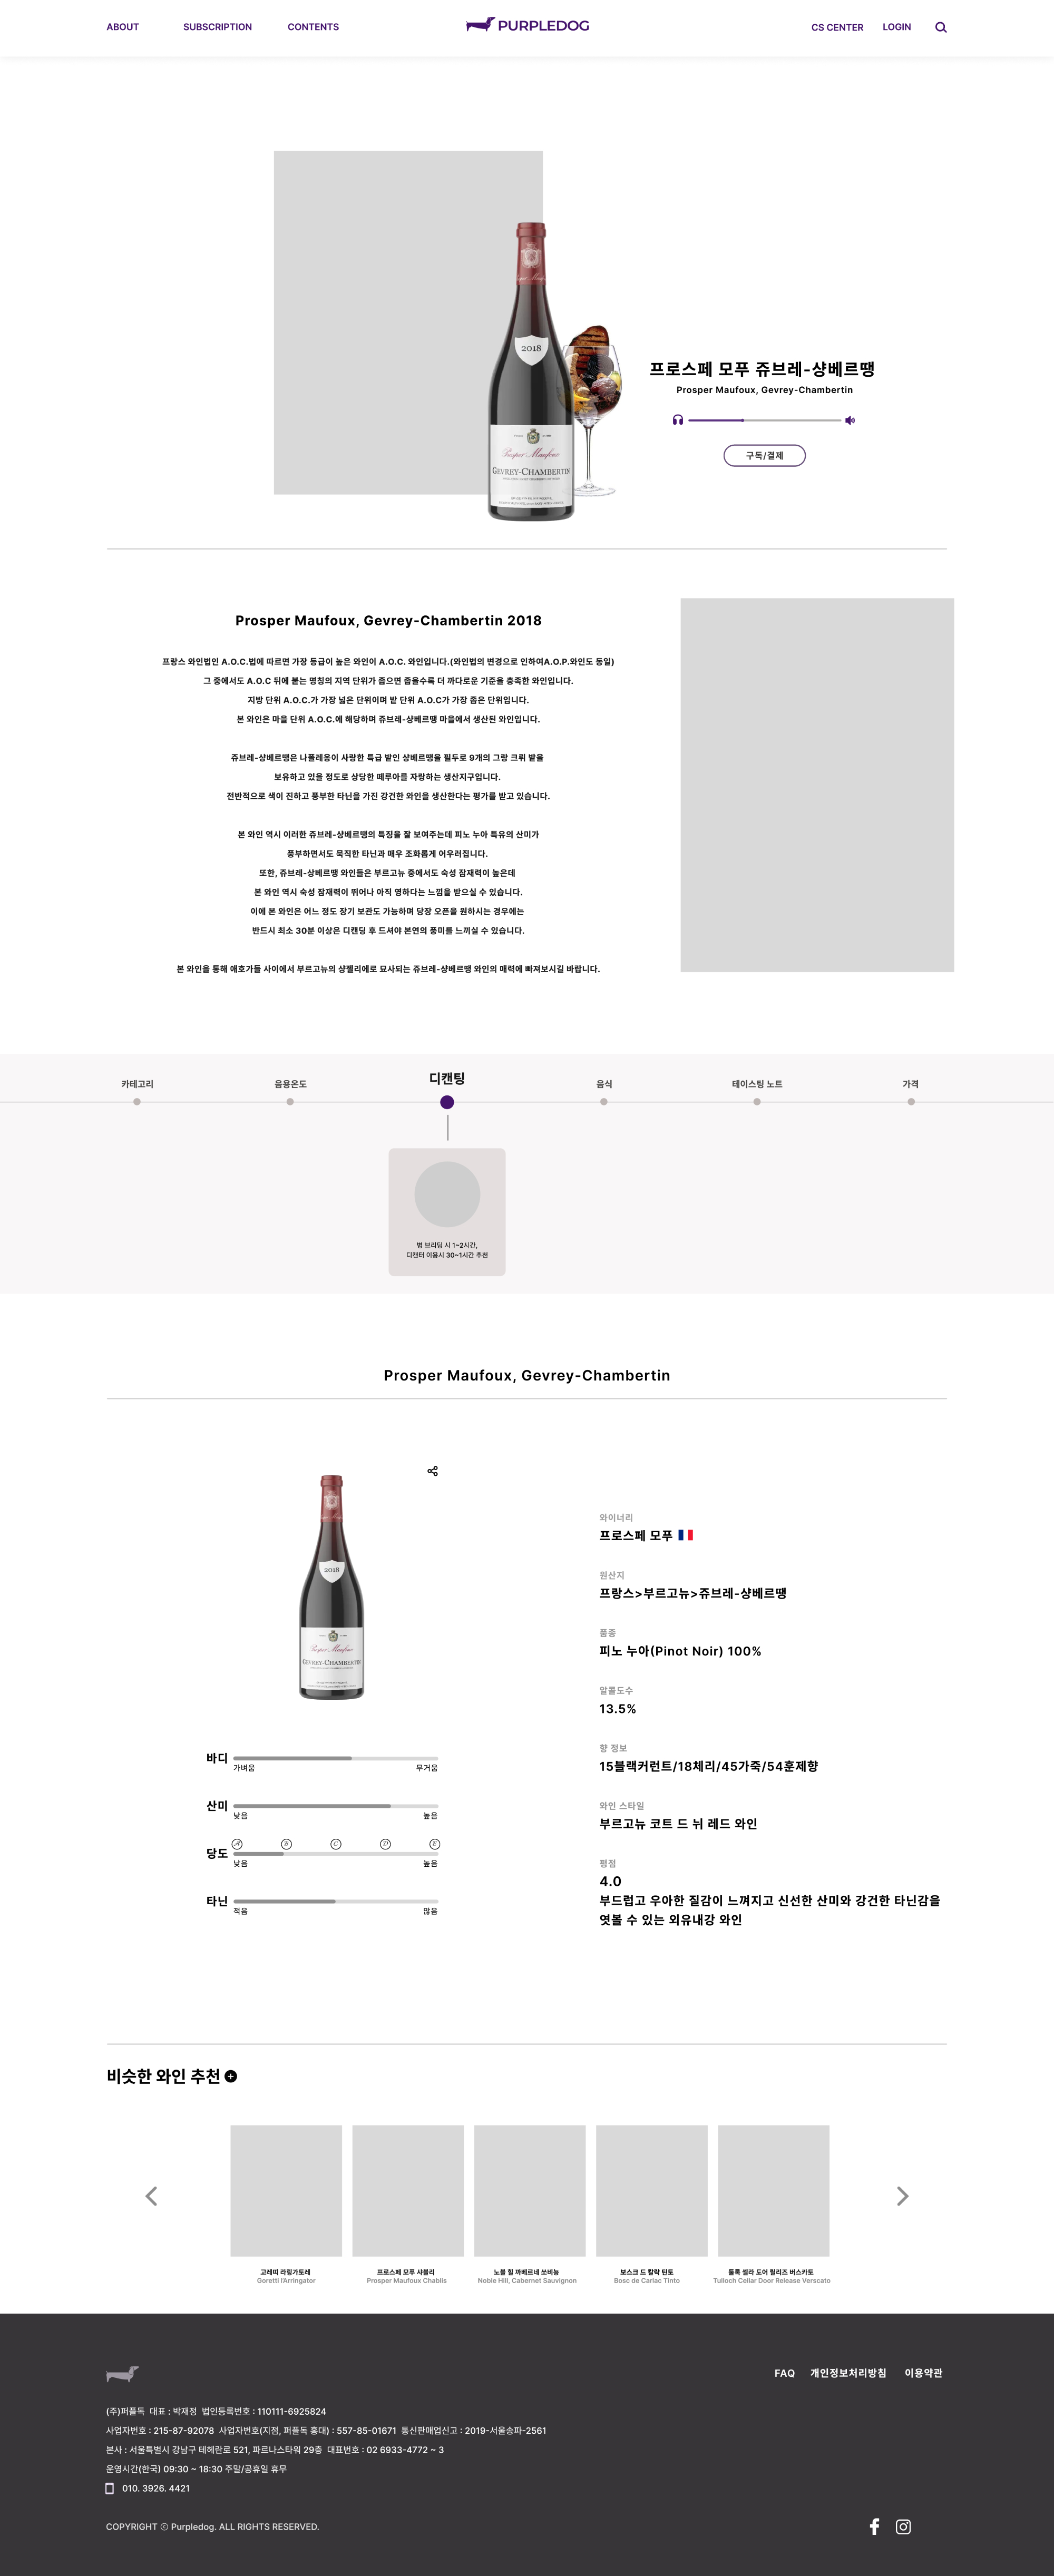 ABOUT
SUBSCRIPTION
CONTENTS
PURPLEDOG
CS CENTER
LOGIN
2018
Prosper Maufoux
GEVREY-CHAMBERTIN
프로스페 모푸 쥬브레-샹베르땡
Prosper Maufoux, Gevrey-Chambertin
구독/결제
Prosper Maufoux, Gevrey-Chambertin 2018
프랑스 와인법인 A.O.C.법에 따르면 가장 등급이 높은 와인이 A.O.C. 와인입니다.(와인법의 변경으로 인하여A.O.P.와인도 동일)
그 중에서도 A.O.C 뒤에 붙는 명칭의 지역 단위가 좁으면 좁을수록 더 까다로운 기준을 충족한 와인입니다.
지방 단위 A.O.C.가 가장 넓은 단위이며 밭 단위 A.O.C가 가장 좁은 단위입니다.
본 와인은 마을 단위 A.O.C.에 해당하며 쥬브레-샹베르땡 마을에서 생산된 와인입니다.
쥬브레-샹베르땡은 나폴레옹이 사랑한 특급 밭인 샹베르땡을 필두로 9개의 그랑 크뤼 밭을
보유하고 있을 정도로 상당한 떼루아를 자랑하는 생산지구입니다.
전반적으로 색이 진하고 풍부한 타닌을 가진 강건한 와인을 생산한다는 평가를 받고 있습니다.
본 와인 역시 이러한 쥬브레-샹베르땡의 특징을 잘 보여주는데 피노 누아 특유의 산미가
풍부하면서도 묵직한 타닌과 매우 조화롭게 어우러집니다.
또한, 쥬브레-샹베르땡 와인들은 부르고뉴 중에서도 숙성 잠재력이 높은데
본 와인 역시 숙성 잠재력이 뛰어나 아직 영하다는 느낌을 받으실 수 있습니다.
이에 본 와인은 어느 정도 장기 보관도 가능하며 당장 오픈을 원하시는 경우에는
반드시 최소 30분 이상은 디캔딩 후 드셔야 본연의 풍미를 느끼실 수 있습니다.
본 와인을 통해 애호가들 사이에서 부르고뉴의 샹젤리에로 묘사되는 쥬브레-샹베르땡 와인의 매력에 빠져보시길 바랍니다.
카테고리
음용온도
디캔팅
음식
테이스팅 노트
가격
병 브리딩 시 1~2시간,
디캔터 이용시 30~1시간 추천
Prosper Maufoux, Gevrey-Chambertin
2018
Prosper Maufoux
GEVREY-CHAMBERTIN
바디
가벼움
무거움
산미
낮음
높음
A B C D E
당도
낮음
높음
타닌
적음
많음
와이너리
프로스페 모푸
원산지
프랑스>부르고뉴>쥬브레-샹베르땡
품종
피노 누아(Pinot Noir) 100%
알콜도수
13.5%
향 정보
15블랙커런트/18체리/45가죽/54훈제향
와인 스타일
부르고뉴 코트 드 뉘 레드 와인
평점
4.0
부드럽고 우아한 질감이 느껴지고 신선한 산미와 강건한 타닌감을
엿볼 수 있는 외유내강 와인
비슷한 와인 추천
고레띠 라링가토레
Goretti l'Arringator
프로스페 모푸 샤블리
Prosper Maufoux Chablis
노블 힐 까베르네 쏘비뇽
Noble Hill, Cabernet Sauvignon
보스크 드 칼락 틴토
Bosc de Carlac Tinto
툴록 셀라 도어 릴리즈 버스카토
Tulloch Cellar Door Release Verscato
FAQ
개인정보처리방침
이용약관
(주)퍼플독 대표 : 박재정 법인등록번호 : 110111-6925824
사업자번호 : 215-87-92078 사업자번호(지점, 퍼플독 홍대) : 557-85-01671 통신판매업신고 : 2019-서울송파-2561
본사 : 서울특별시 강남구 테헤란로 521, 파르나스타워 29층 대표번호 : 02 6933-4772 ~ 3
운영시간(한국) 09:30 ~ 18:30 주말/공휴일 휴무
010. 3926. 4421
COPYRIGHT ⓒ Purpledog. ALL RIGHTS RESERVED.